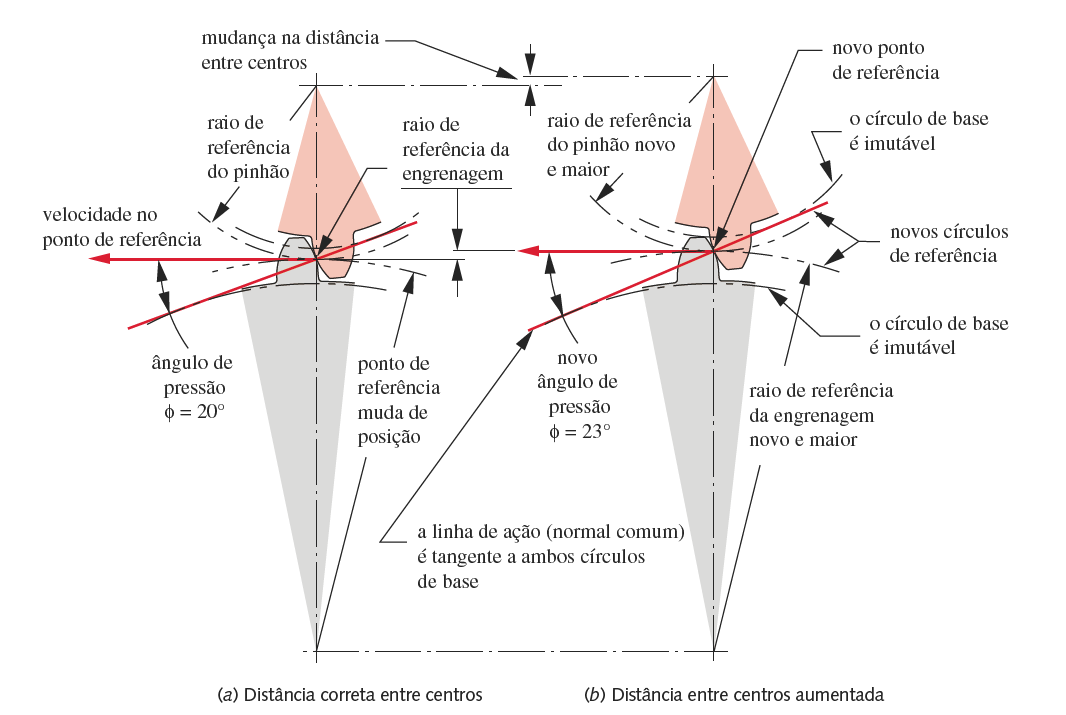 mudança na distância
entre centros
raio de
referência
do pinhão
raio de
referência da
engrenagem
velocidade no
ponto de referência
ângulo de
pressão
ϕ = 20°
ponto de
referência
muda de
posição
raio de referência
do pinhão novo
e maior
novo ponto
de referência
o círculo de base
é imutável
novos círculos
de referência
o círculo de base
é imutável
novo
ângulo de
pressão
ϕ = 23°
raio de referência
da engrenagem
novo e maior
a linha de ação (normal comum)
é tangente a ambos círculos
de base
(a) Distância correta entre centros
(b) Distância entre centros aumentada